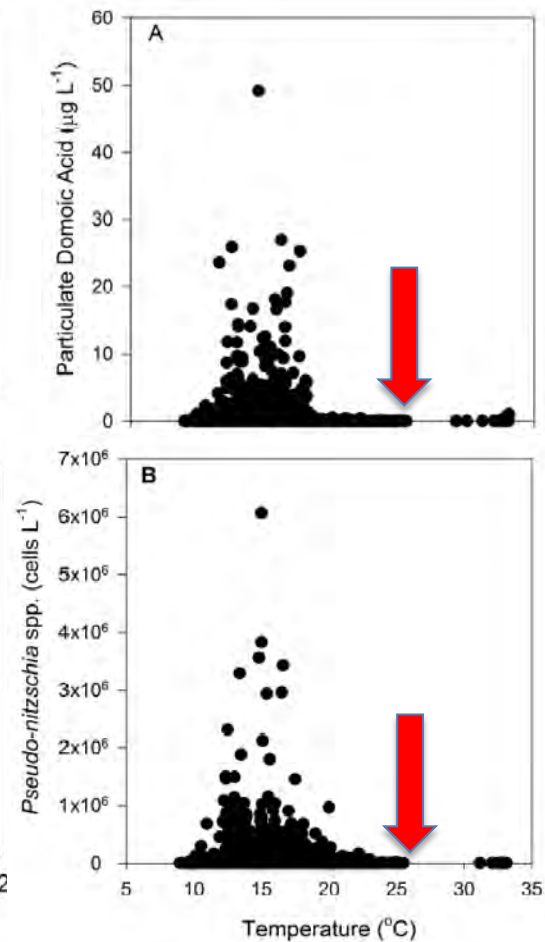 A
Particulate Domoic Acid (µg L⁻¹)
60
50
40
30
20
10
0
B
Pseudo-nitzschia spp. (cells L⁻¹)
7x10⁶
6x10⁶
5x10⁶
4x10⁶
3x10⁶
2x10⁶
1x10⁶
0
5 10 15 20 25 30 35
Temperature (°C)